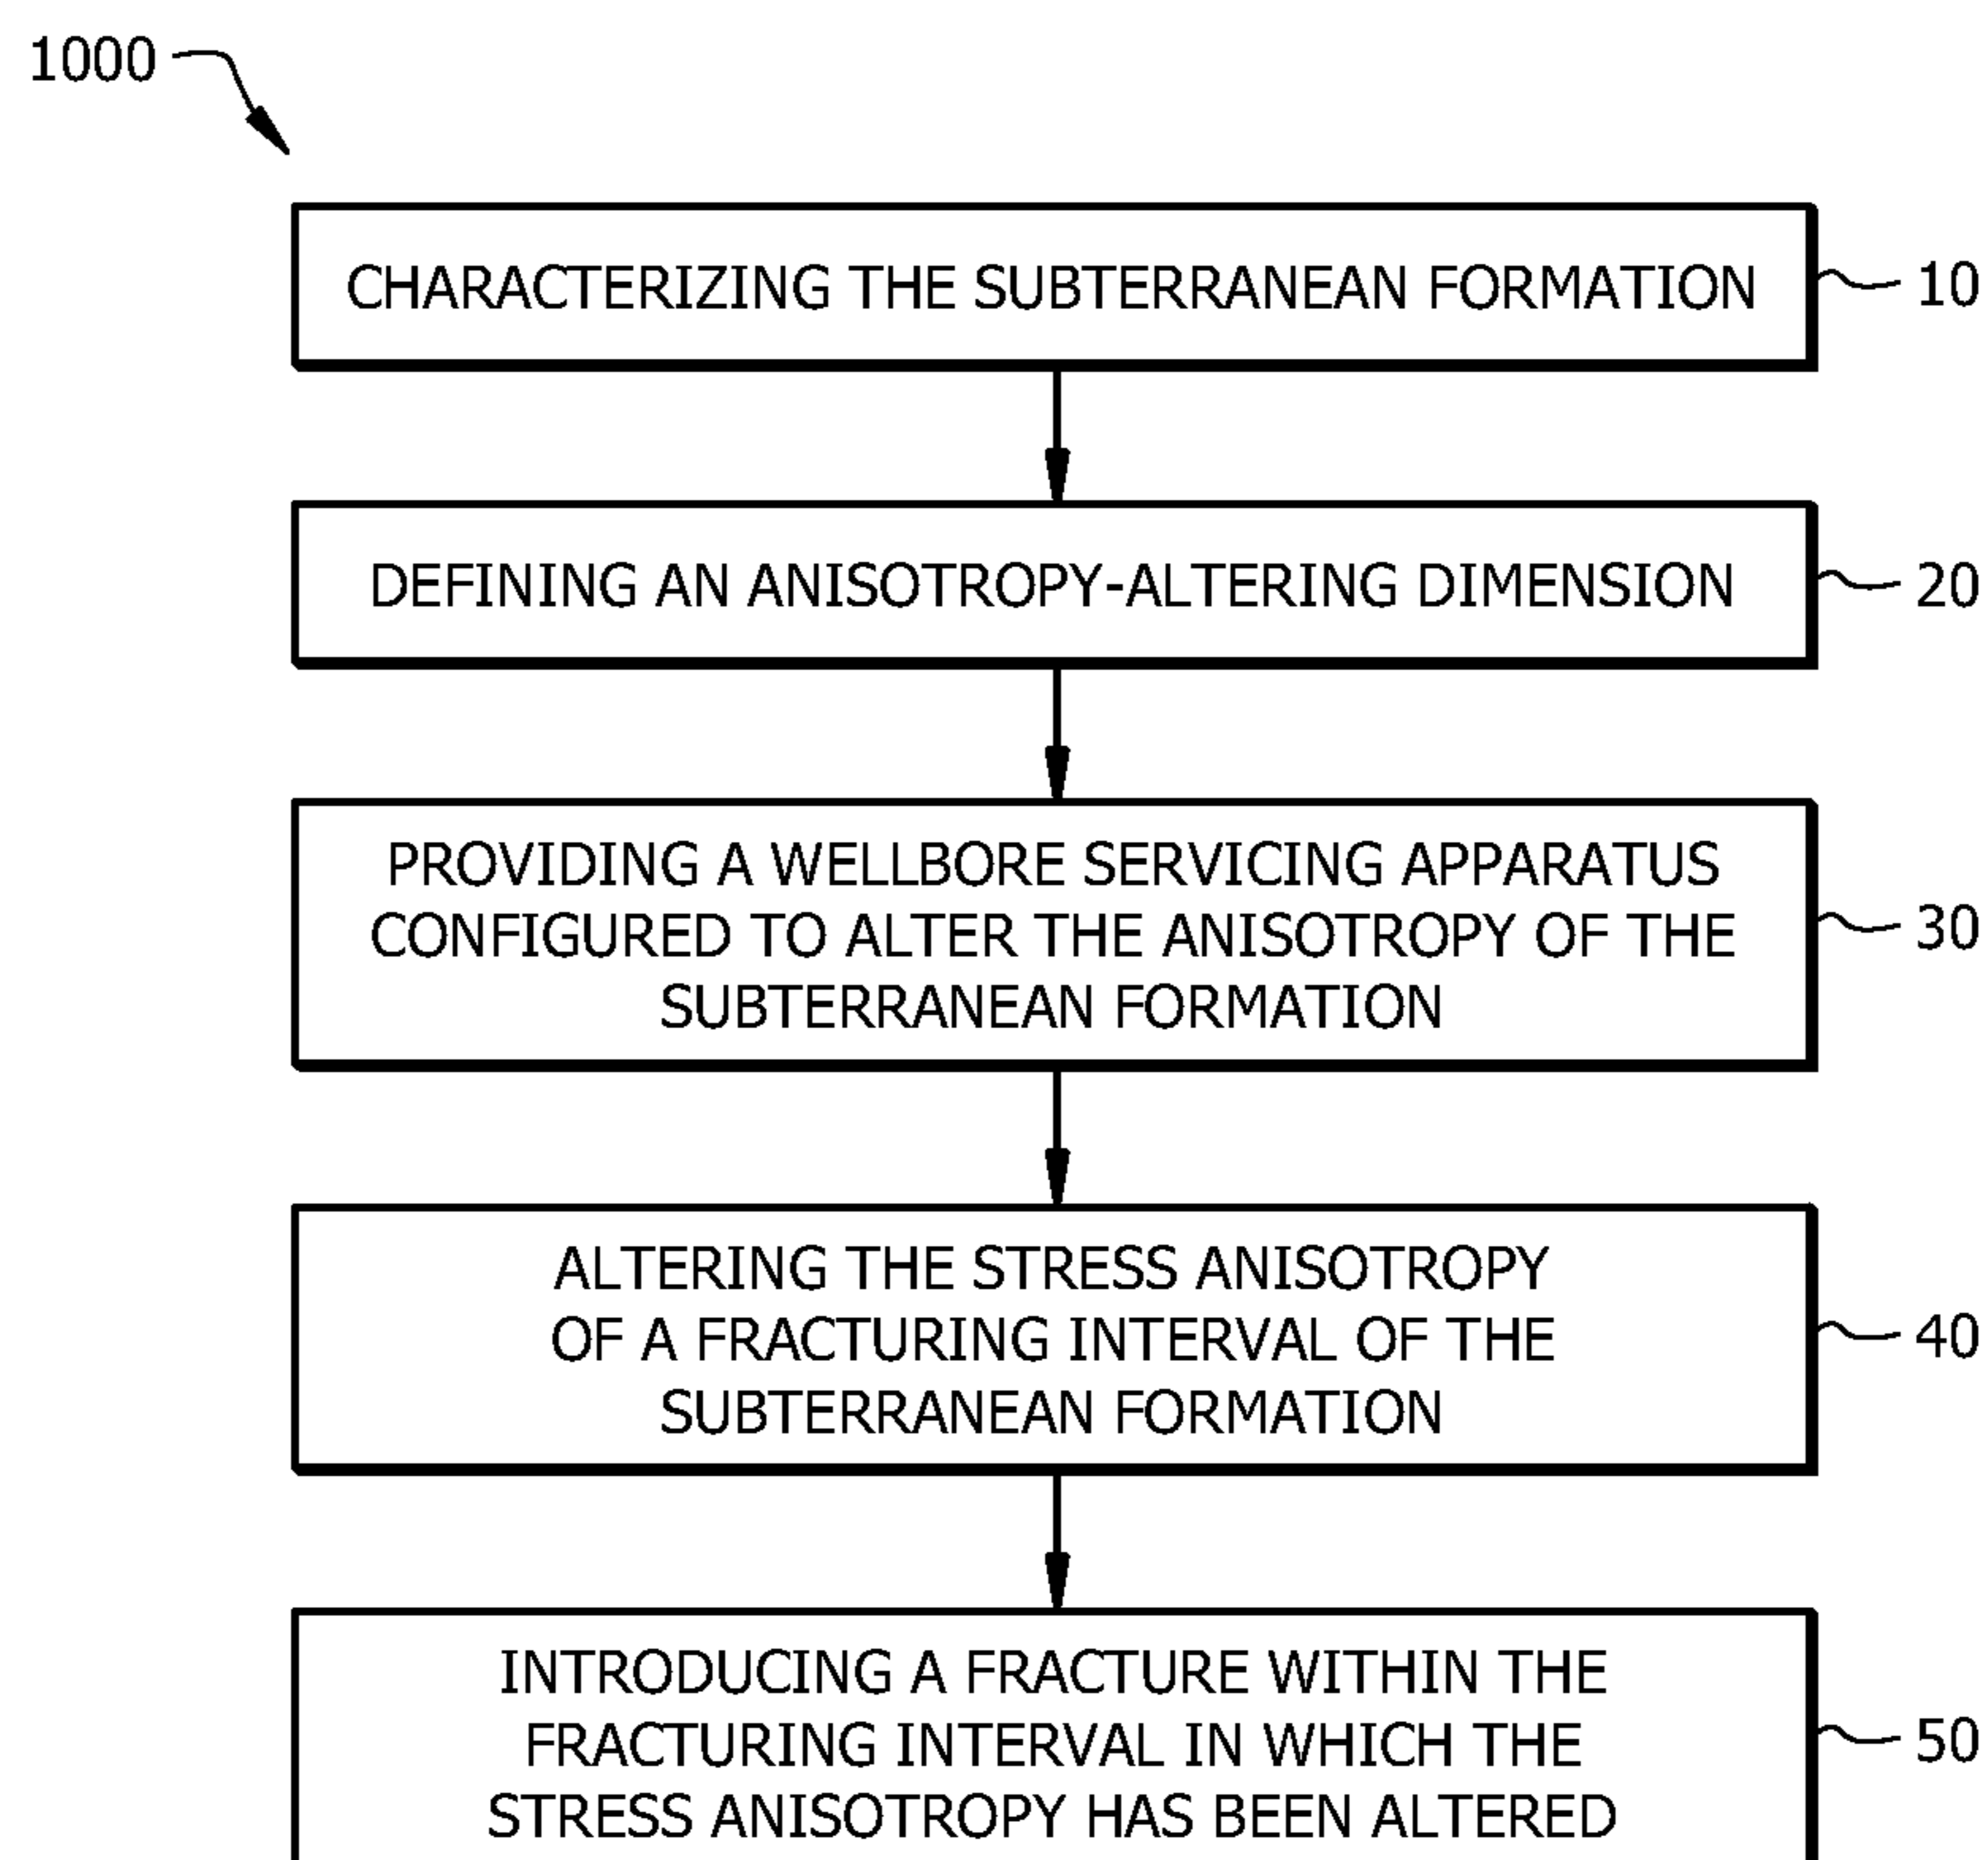 1000
CHARACTERIZING THE SUBTERRANEAN FORMATION
10
DEFINING AN ANISOTROPY-ALTERING DIMENSION
20
PROVIDING A WELLBORE SERVICING APPARATUS
CONFIGURED TO ALTER THE ANISOTROPY OF THE
SUBTERRANEAN FORMATION
30
ALTERING THE STRESS ANISOTROPY
OF A FRACTURING INTERVAL OF THE
SUBTERRANEAN FORMATION
40
INTRODUCING A FRACTURE WITHIN THE
FRACTURING INTERVAL IN WHICH THE
STRESS ANISOTROPY HAS BEEN ALTERED
50